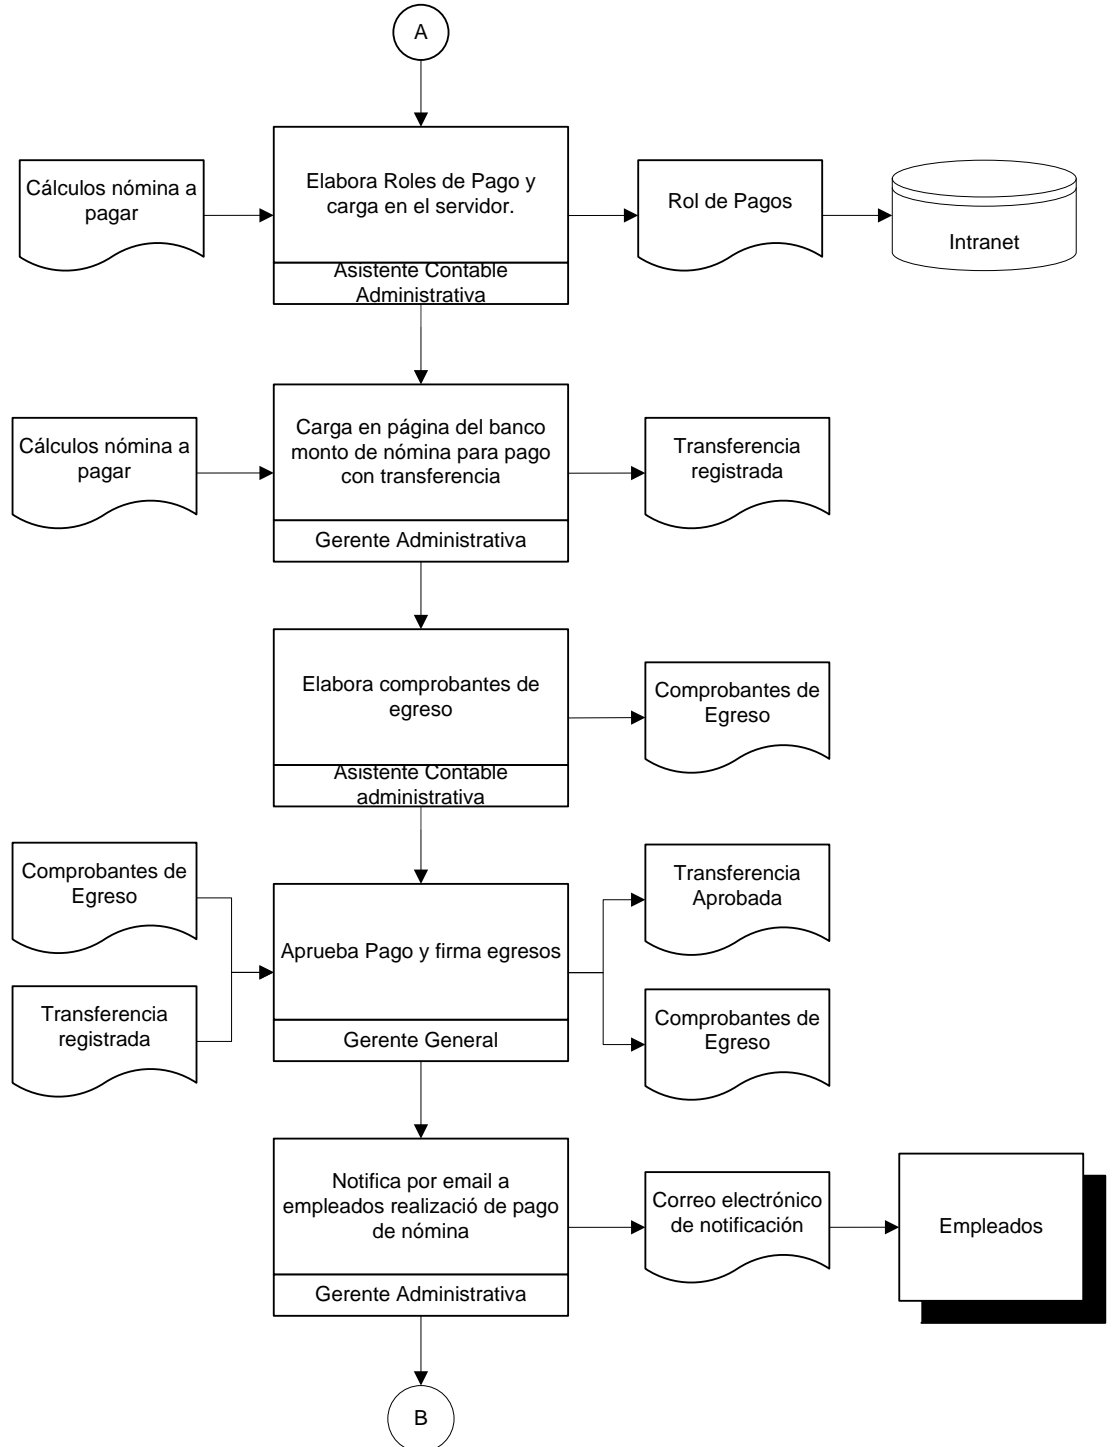 A
Cálculos nómina a
pagar
Elabora Roles de Pago y
carga en el servidor.
Asistente Contable
Administrativa
Rol de Pagos
Intranet
Cálculos nómina a
pagar
Carga en página del banco
monto de nómina para pago
con transferencia
Gerente Administrativa
Transferencia
registrada
Elabora comprobantes de
egreso
Asistente Contable
administrativa
Comprobantes de
Egreso
Comprobantes de
Egreso
Transferencia
registrada
Aprueba Pago y firma egresos
Gerente General
Transferencia
Aprobada
Comprobantes de
Egreso
Notifica por email a
empleados realizació de pago
de nómina
Gerente Administrativa
Correo electrónico
de notificación
Empleados
B